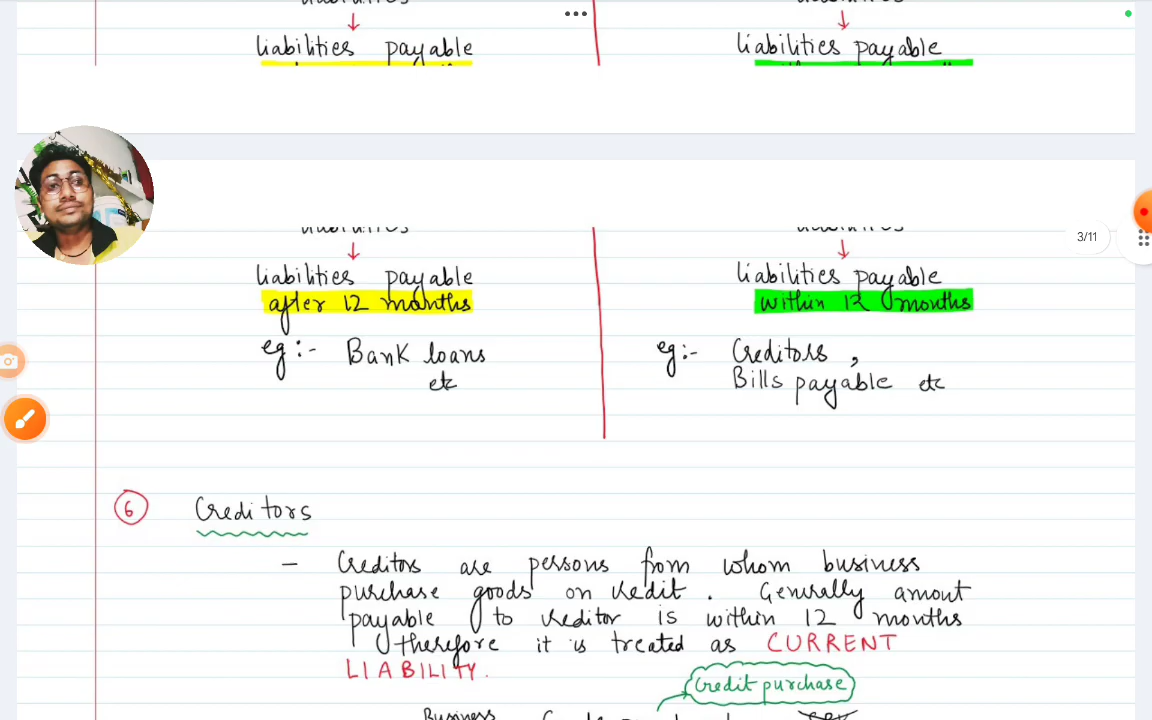 liabilities payable
liabilities payable
3/11
liabilities payable
after 12 months
eg :- Bank loans
etc
liabilities payable
within 12 months
eg:- Creditors ,
Bills payable etc
6 Creditors
- Creditors are persons from whom business
purchase goods on credit . Generally amount
payable to creditor is within 12 months
therefore it is treated as CURRENT
LIABILITY.
Credit purchase
Business